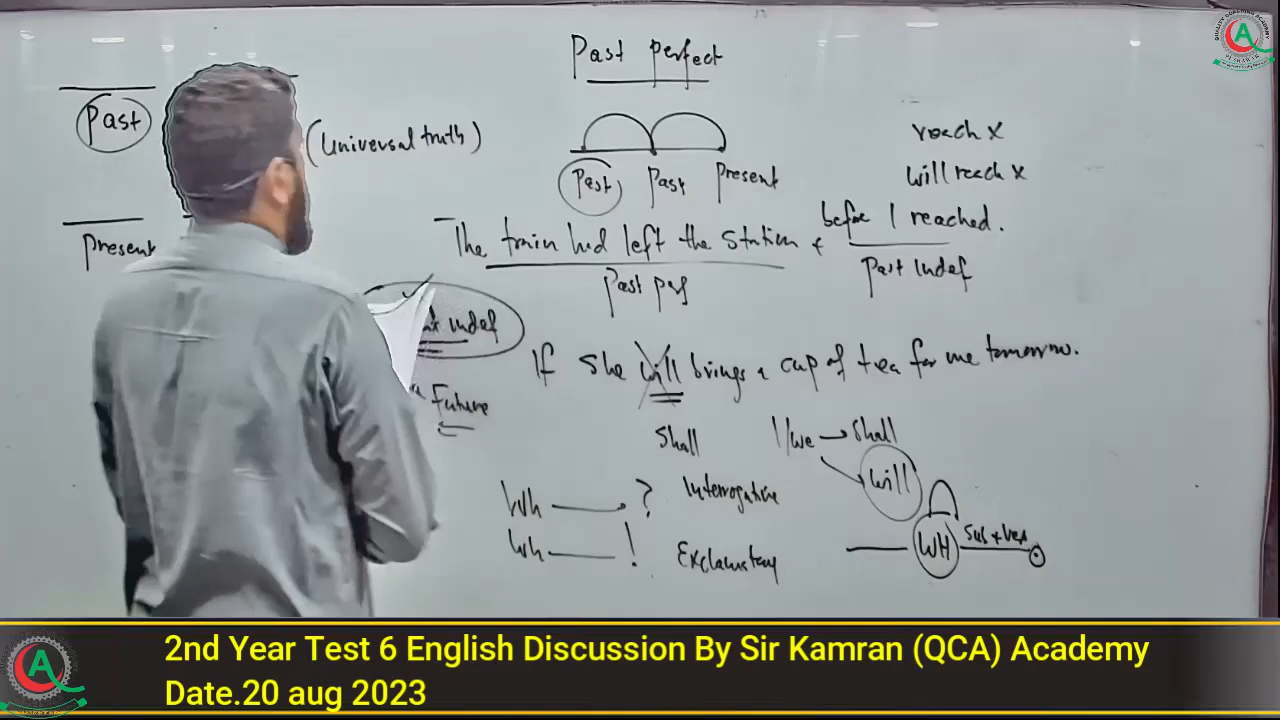 Past perfect
Past
(Universal truth)
reach x
will reach x
Past Past Present
Present
The train had left the station + before I reached.
Past perf
Past Indef
indef
If she will brings a cup of tea for me tomorrow.
Future
Shall
I/we → shall
will
Wh ? Interrogative
Wh ! Exclamatory
WH Sub + Verb
2nd Year Test 6 English Discussion By Sir Kamran (QCA) Academy
Date.20 aug 2023